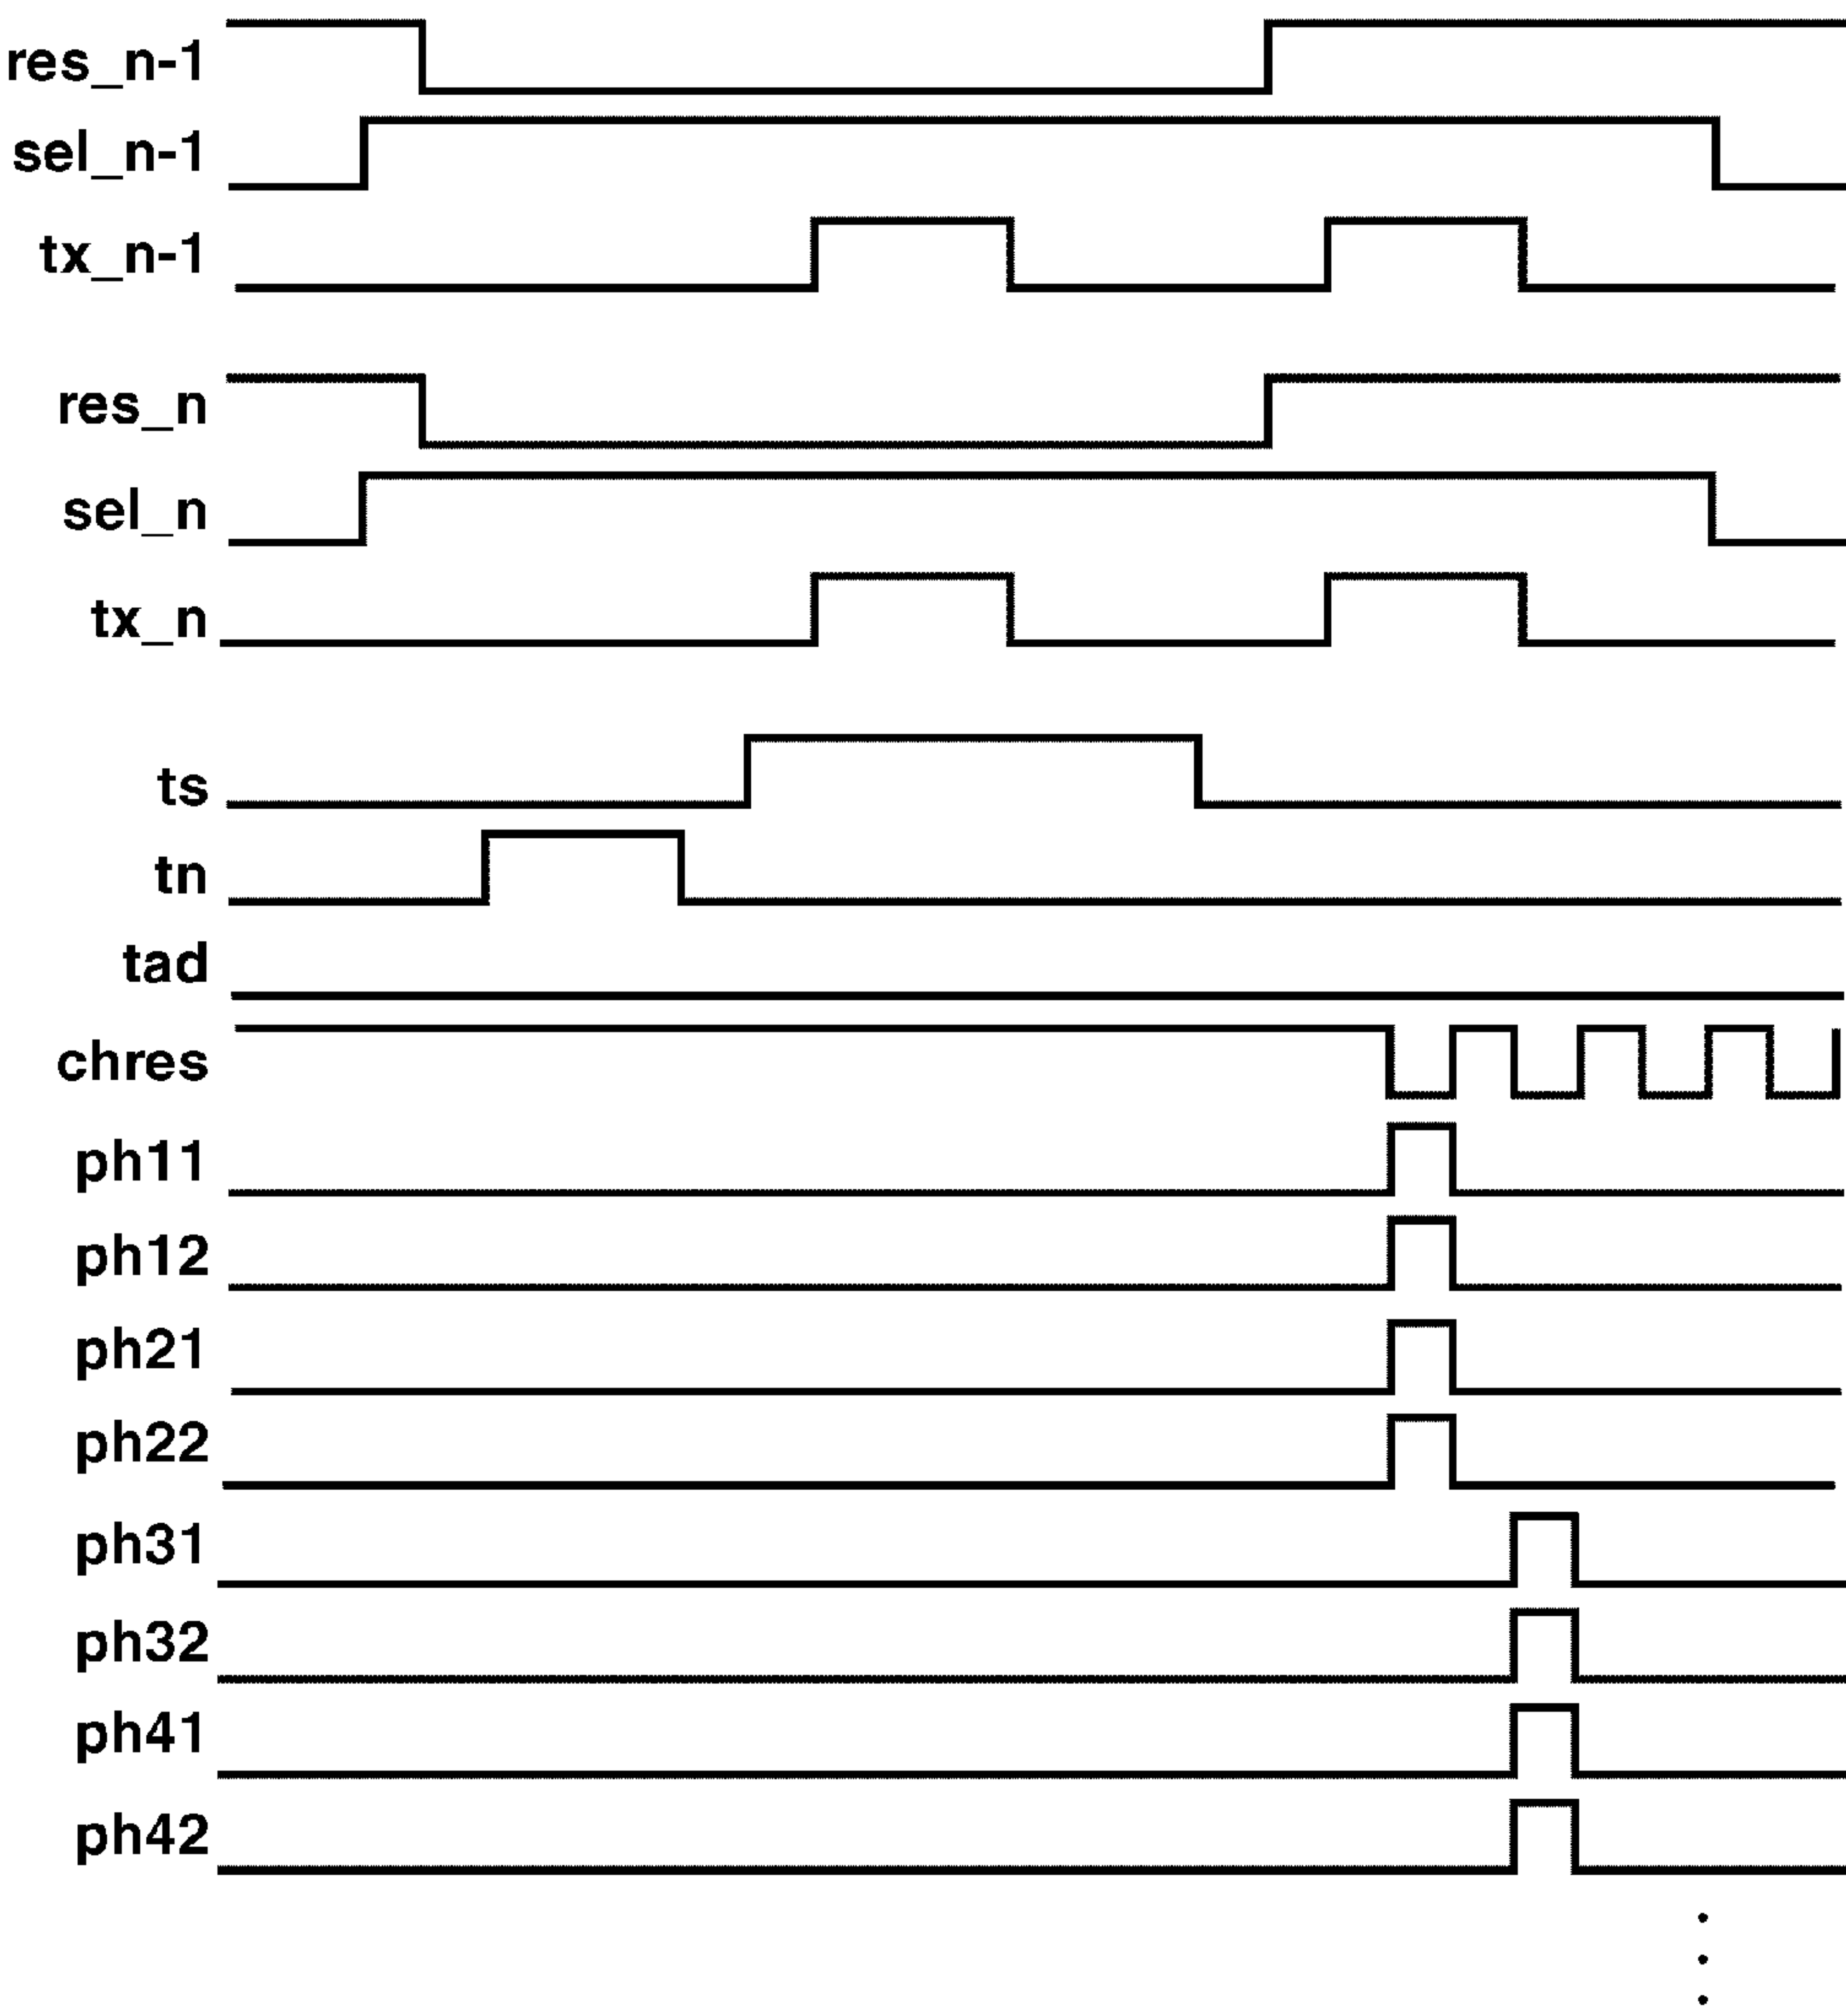 res_n-1
sel_n-1
tx_n-1
res_n
sel_n
tx_n
ts
tn
tad
chres
ph11
ph12
ph21
ph22
ph31
ph32
ph41
ph42